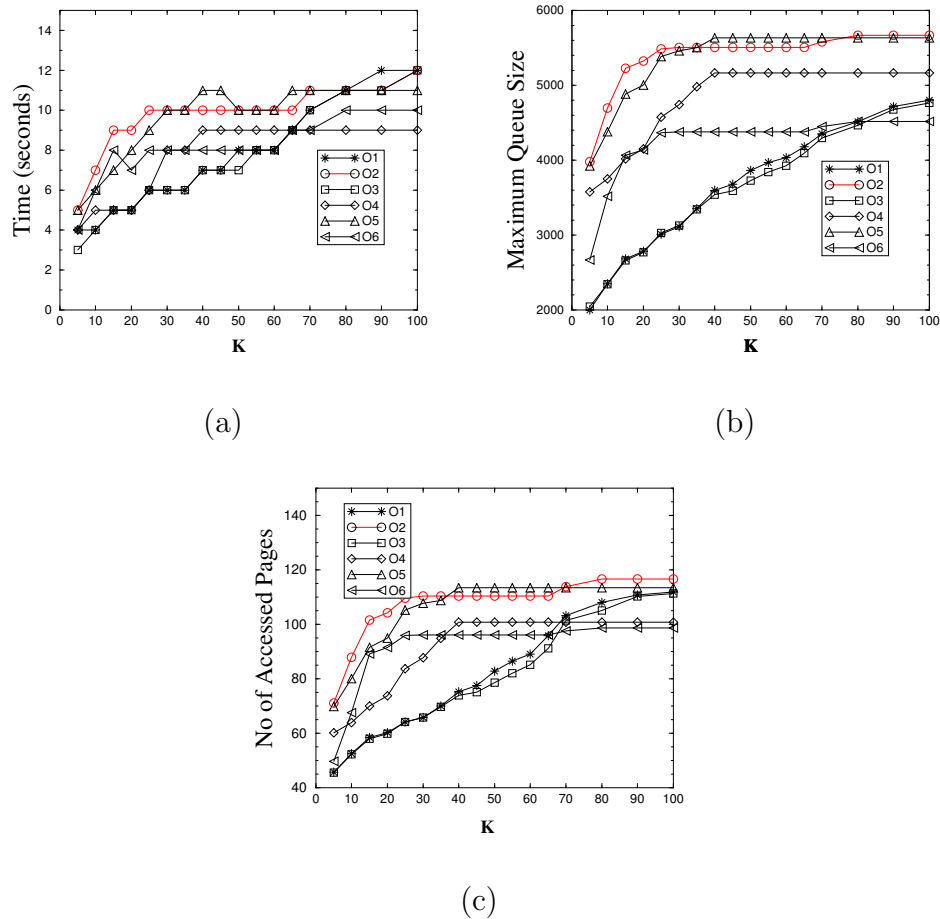 Time (seconds)
14
12
10
8
6
4
2
0
0 10 20 30 40 50 60 70 80 90 100
K
O1
O2
O3
O4
O5
O6
(a)
Maximum Queue Size
6000
5000
4000
3000
2000
0 10 20 30 40 50 60 70 80 90 100
K
O1
O2
O3
O4
O5
O6
(b)
No of Accessed Pages
140
120
100
80
60
40
0 10 20 30 40 50 60 70 80 90 100
K
O1
O2
O3
O4
O5
O6
(c)